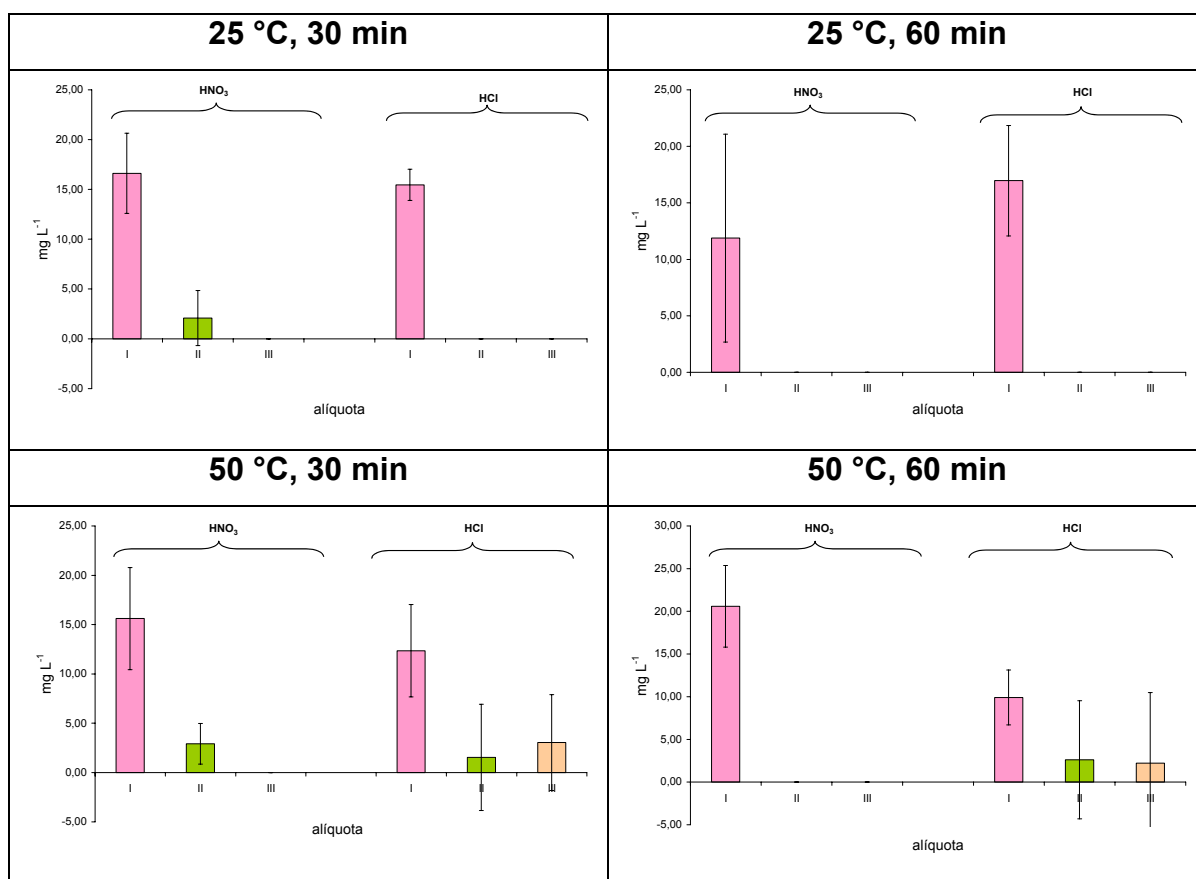 25 °C, 30 min
25 °C, 60 min
HNO₃
HCl
25,00
20,00
15,00
10,00
5,00
0,00
-5,00
mg L⁻¹
I
II
III
I
II
III
alíquota
HNO₃
HCl
25,00
20,00
15,00
10,00
5,00
0,00
mg L⁻¹
I
II
III
I
II
III
alíquota
50 °C, 30 min
50 °C, 60 min
HNO₃
HCl
25,00
20,00
15,00
10,00
5,00
0,00
-5,00
mg L⁻¹
I
II
III
I
II
III
alíquota
HNO₃
HCl
30,00
25,00
20,00
15,00
10,00
5,00
0,00
-5,00
mg L⁻¹
I
II
III
I
II
III
alíquota